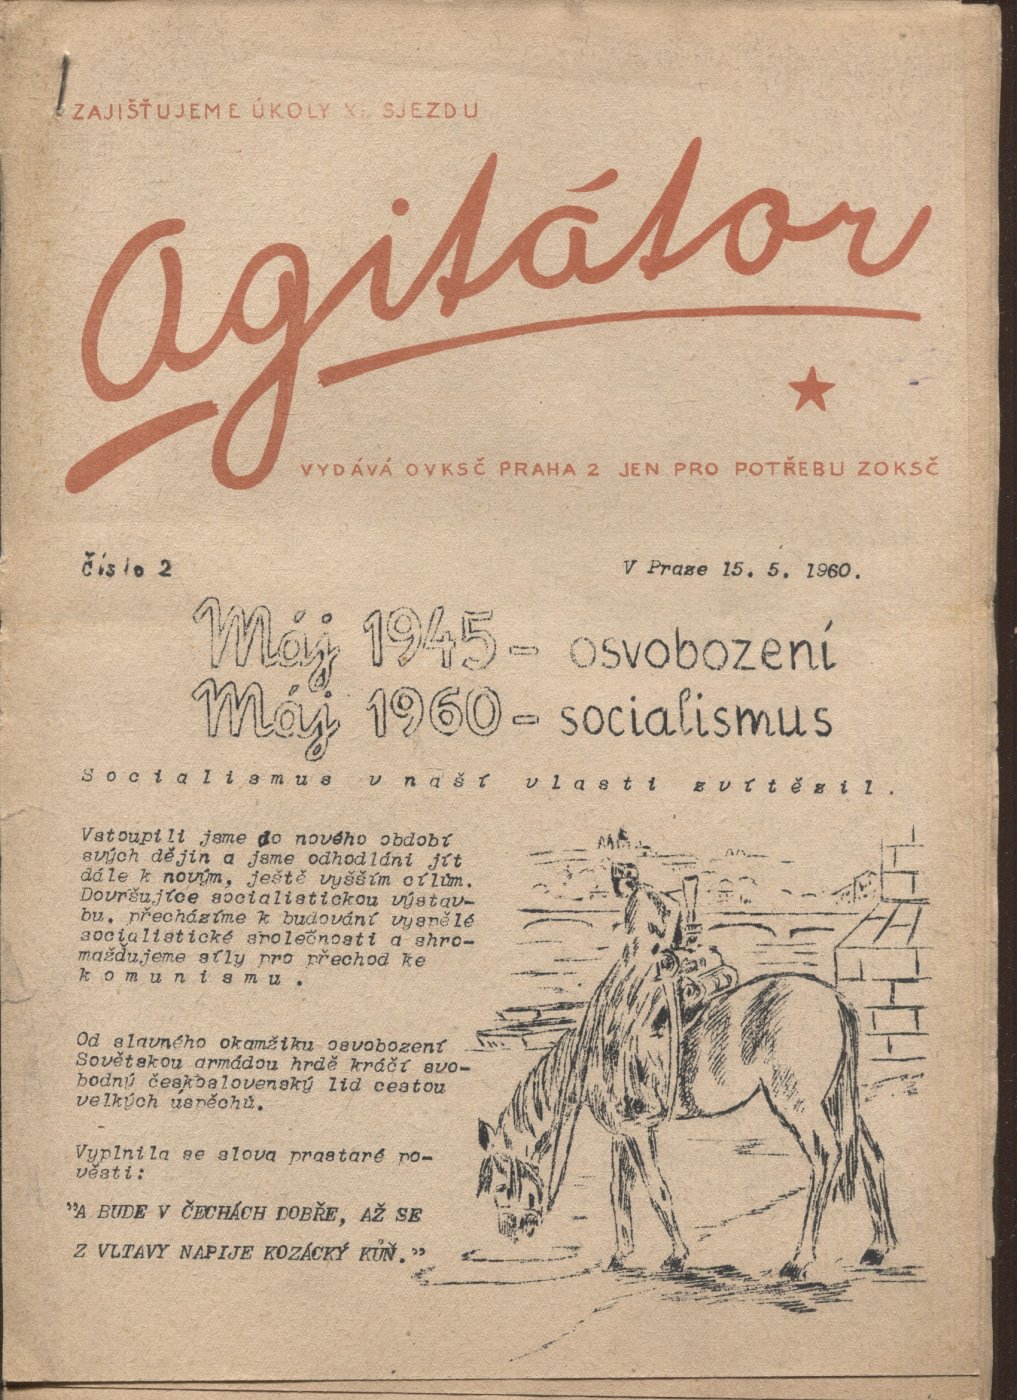 ZAJIŠŤUJEME ÚKOLY XI. SJEZDU
Agitátor
VYDÁVÁ OVKSČ PRAHA 2 JEN PRO POTŘEBU ZOKSČ
číslo 2
V Praze 15. 5. 1960.
Máj 1945 - osvobození
Máj 1960 - socialismus
Socialismus v naší vlasti zvítězil.
Vstoupili jsme do nového období
svých dějin a jsme odhodláni jít
dále k novým, ještě vyšším cílům.
Dovršujíce socialistickou výstav-
bu, přecházíme k budování vyspělé
socialistické společnosti a shro-
mažďujeme síly pro přechod ke
komunismu.
Od slavného okamžiku osvobození
Sovětskou armádou hrdě kráčí svo-
bodný československý lid cestou
velkých úspěchů.
Vyplnila se slova prastaré po-
věsti:
"A BUDE V ČECHÁCH DOBŘE, AŽ SE
Z VLTAVY NAPIJE KOZÁCKÝ KŮŇ."